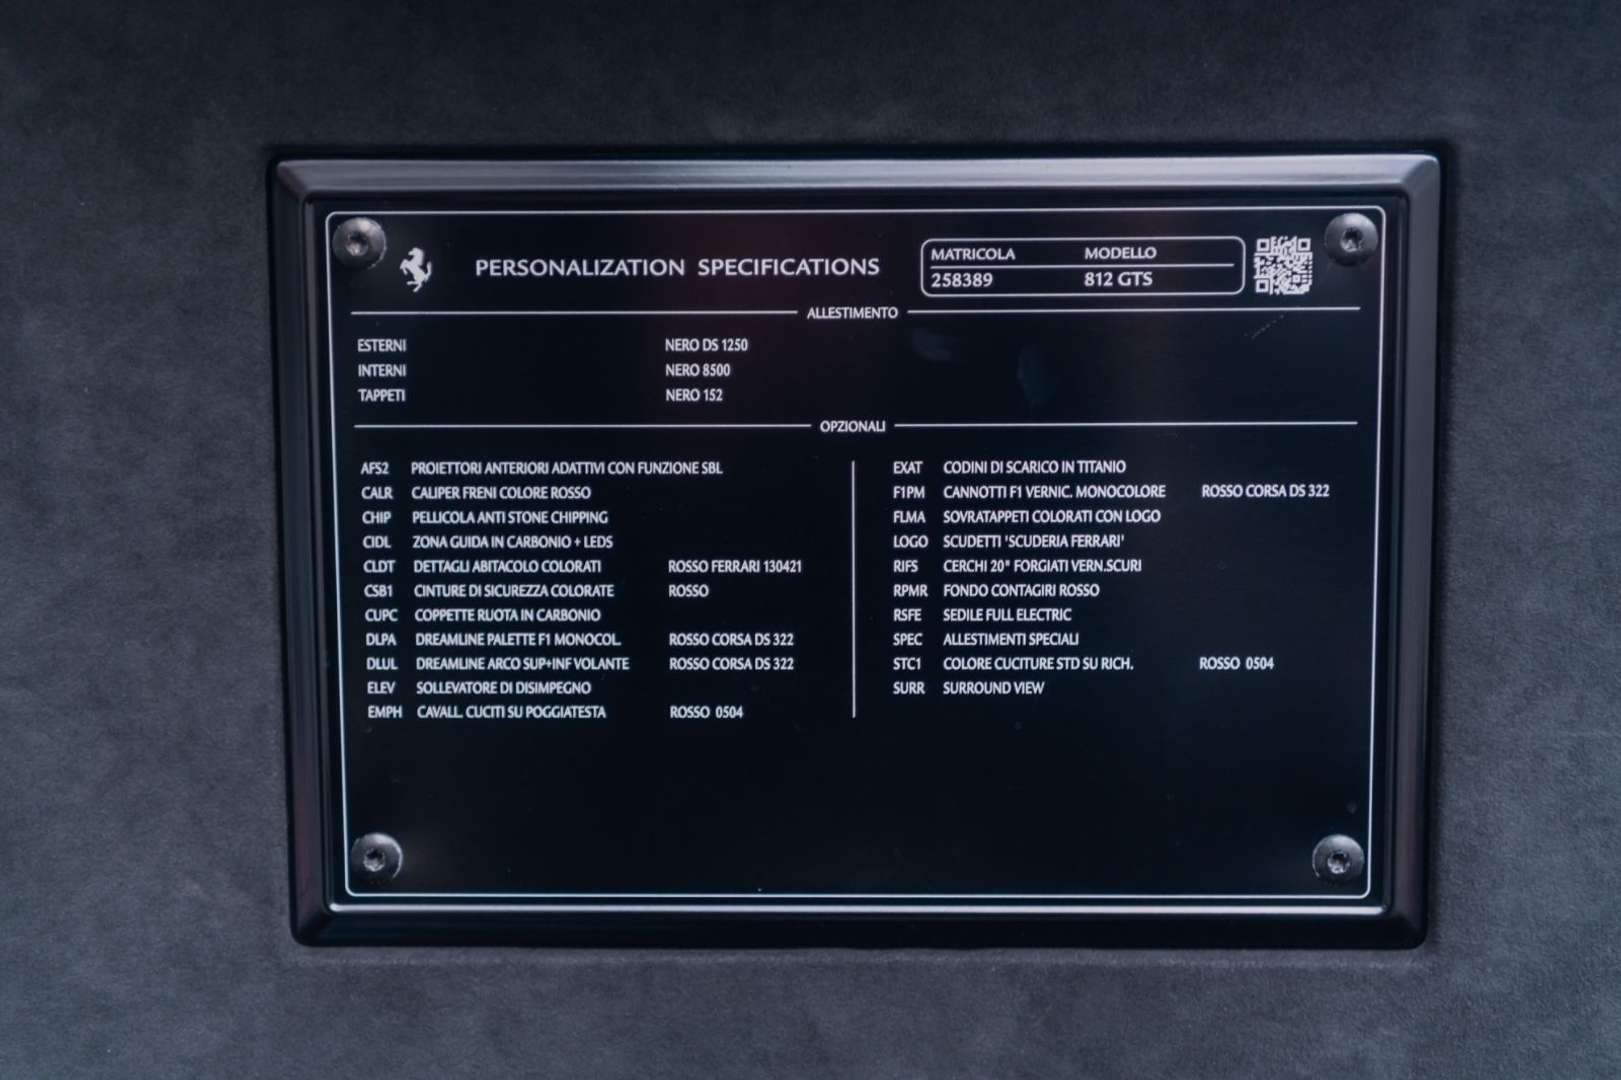 PERSONALIZATION SPECIFICATIONS
MATRICOLA MODELLO
258389 812 GTS
ALLESTIMENTO
ESTERNI NERO DS 1250
INTERNI NERO 8500
TAPPETI NERO 152
OPZIONALI
AFS2 PROIETTORI ANTERIORI ADATTIVI CON FUNZIONE SBL
CALR CALIPER FRENI COLORE ROSSO
CHIP PELLICOLA ANTI STONE CHIPPING
CIDL ZONA GUIDA IN CARBONIO + LEDS
CLDT DETTAGLI ABITACOLO COLORATI ROSSO FERRARI 130421
CSB1 CINTURE DI SICUREZZA COLORATE ROSSO
CUPC COPPETTE RUOTA IN CARBONIO
DLPA DREAMLINE PALETTE F1 MONOCOL. ROSSO CORSA DS 322
DLUL DREAMLINE ARCO SUP+INF VOLANTE ROSSO CORSA DS 322
ELEV SOLLEVATORE DI DISIMPEGNO
EMPH CAVALL. CUCITI SU POGGIATESTA ROSSO 0504
EXAT CODINI DI SCARICO IN TITANIO
F1PM CANNOTTI F1 VERNIC. MONOCOLORE ROSSO CORSA DS 322
FLMA SOVRATAPPETI COLORATI CON LOGO
LOGO SCUDETTI 'SCUDERIA FERRARI'
RIFS CERCHI 20" FORGIATI VERN.SCURI
RPMR FONDO CONTAGIRI ROSSO
RSFE SEDILE FULL ELECTRIC
SPEC ALLESTIMENTI SPECIALI
STC1 COLORE CUCITURE STD SU RICH. ROSSO 0504
SURR SURROUND VIEW